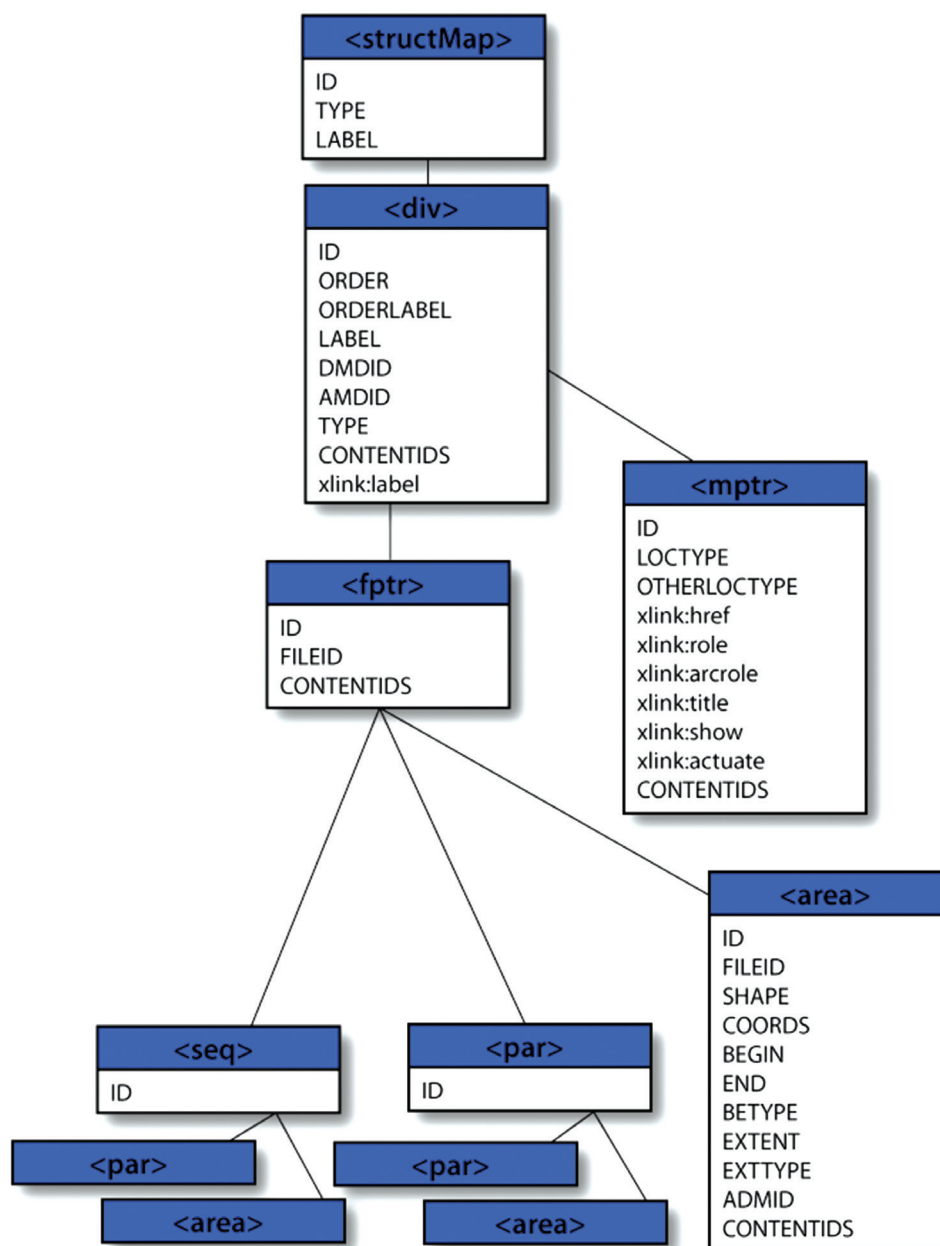 <structMap>
ID
TYPE
LABEL
<div>
ID
ORDER
ORDERLABEL
LABEL
DMDID
AMDID
TYPE
CONTENTIDS
xlink:label
<mptr>
ID
LOCTYPE
OTHERLOCTYPE
xlink:href
xlink:role
xlink:arcrole
xlink:title
xlink:show
xlink:actuate
CONTENTIDS
<fptr>
ID
FILEID
CONTENTIDS
<seq>
ID
<par>
<area>
<par>
ID
<par>
<area>
<area>
ID
FILEID
SHAPE
COORDS
BEGIN
END
BETYPE
EXTENT
EXTTYPE
ADMID
CONTENTIDS